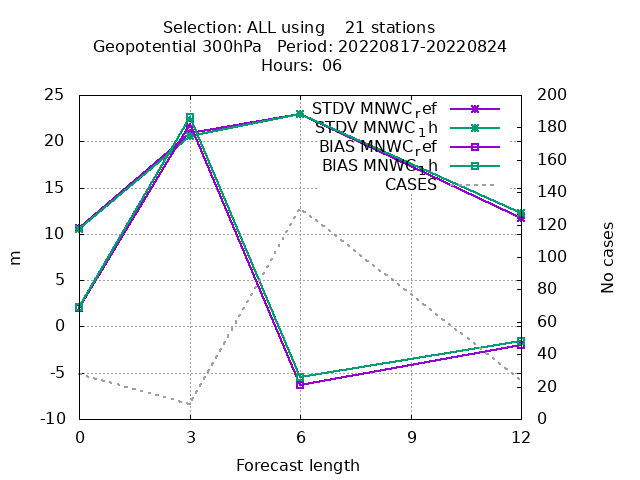 Selection: ALL using    21 stations
Geopotential 300hPa   Period: 20220817-20220824
Hours: 06
STDV MNWC_ref
STDV MNWC_1h
BIAS MNWC_ref
BIAS MNWC_1h
CASES
25
20
15
10
5
0
-5
-10
m
200
180
160
140
120
100
80
60
40
20
0
No cases
0 3 6 9 12
Forecast length